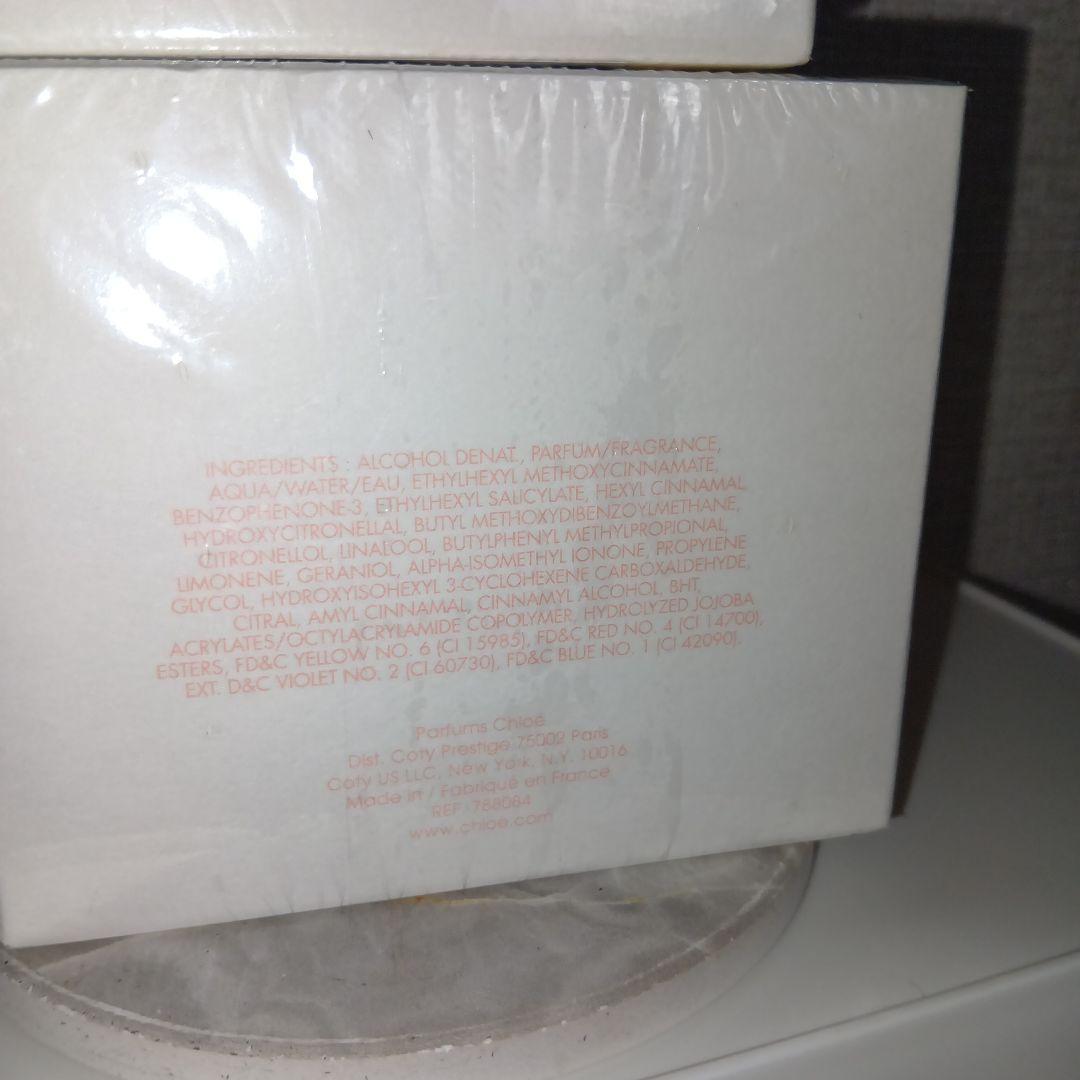 INGREDIENTS : ALCOHOL DENAT., PARFUM/FRAGRANCE,
AQUA/WATER/EAU, ETHYLHEXYL METHOXYCINNAMATE,
BENZOPHENONE-3, ETHYLHEXYL SALICYLATE, HEXYL CINNAMAL
HYDROXYCITRONELLAL, BUTYL METHOXYDIBENZOYLMETHANE,
CITRONELLOL, LINALOOL, BUTYLPHENYL METHYLPROPIONAL,
LIMONENE, GERANIOL, ALPHA-ISOMETHYL IONONE, PROPYLENE
GLYCOL, HYDROXYISOHEXYL 3-CYCLOHEXENE CARBOXALDEHYDE,
CITRAL, AMYL CINNAMAL, CINNAMYL ALCOHOL, BHT,
ACRYLATES/OCTYLACRYLAMIDE COPOLYMER, HYDROLYZED JOJOBA
ESTERS, FD&C YELLOW NO. 6 (CI 15985), FD&C RED NO. 4 (CI 14700),
EXT. D&C VIOLET NO. 2 (CI 60730), FD&C BLUE NO. 1 (CI 42090).
Parfums Chloé
Dist. Coty Prestige 75002 Paris
Coty US LLC, New York, N.Y. 10016
Made in / Fabriqué en France
REF 788084
www.chloe.com